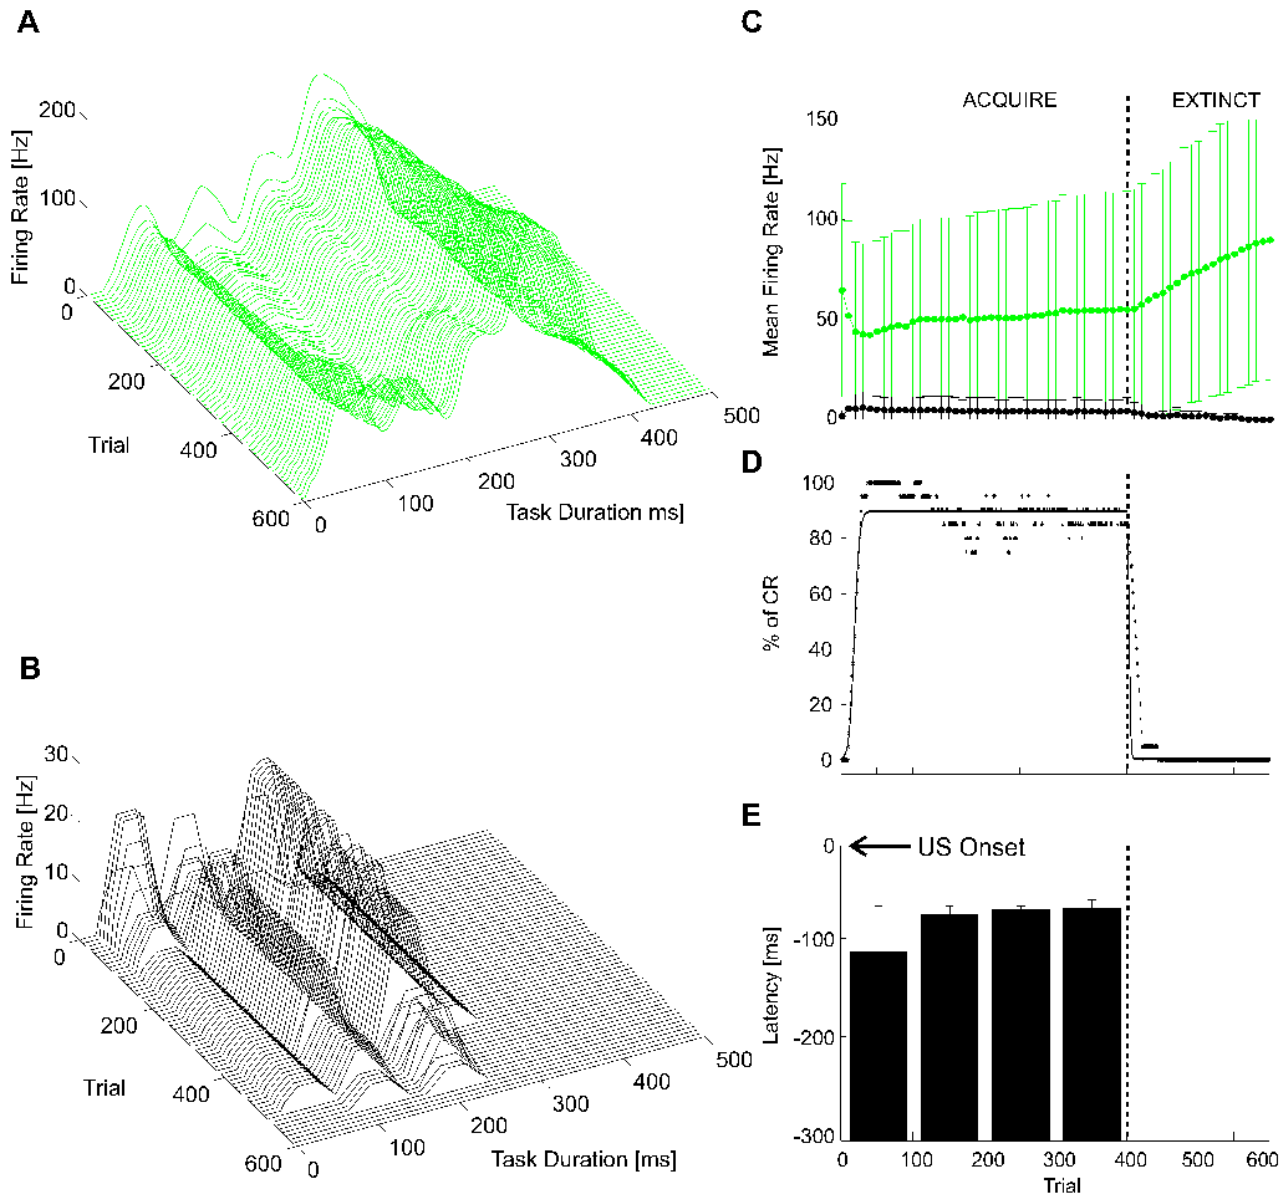 A
200
100
0
Firing Rate [Hz]
0
200
400
600
Trial
0
100
200
300
400
500
Task Duration ms]
B
30
20
10
0
Firing Rate [Hz]
0
200
400
600
Trial
0
100
200
300
400
500
Task Duration [ms]
C
ACQUIRE
EXTINCT
150
100
50
0
Mean Firing Rate [Hz]
D
100
80
60
40
20
0
% of CR
E
US Onset
0
-100
-200
-300
Latency [ms]
0
100
200
300
400
500
600
Trial